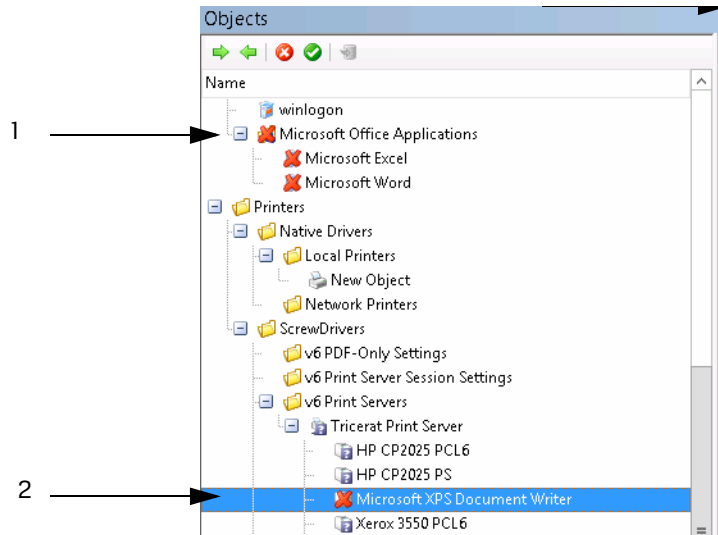 Objects
Name
winlogon
1
Microsoft Office Applications
Microsoft Excel
Microsoft Word
Printers
Native Drivers
Local Printers
New Object
Network Printers
ScrewDrivers
v6 PDF-Only Settings
v6 Print Server Session Settings
v6 Print Servers
Tricerat Print Server
HP CP2025 PCL6
HP CP2025 PS
2
Microsoft XPS Document Writer
Xerox 3550 PCL6